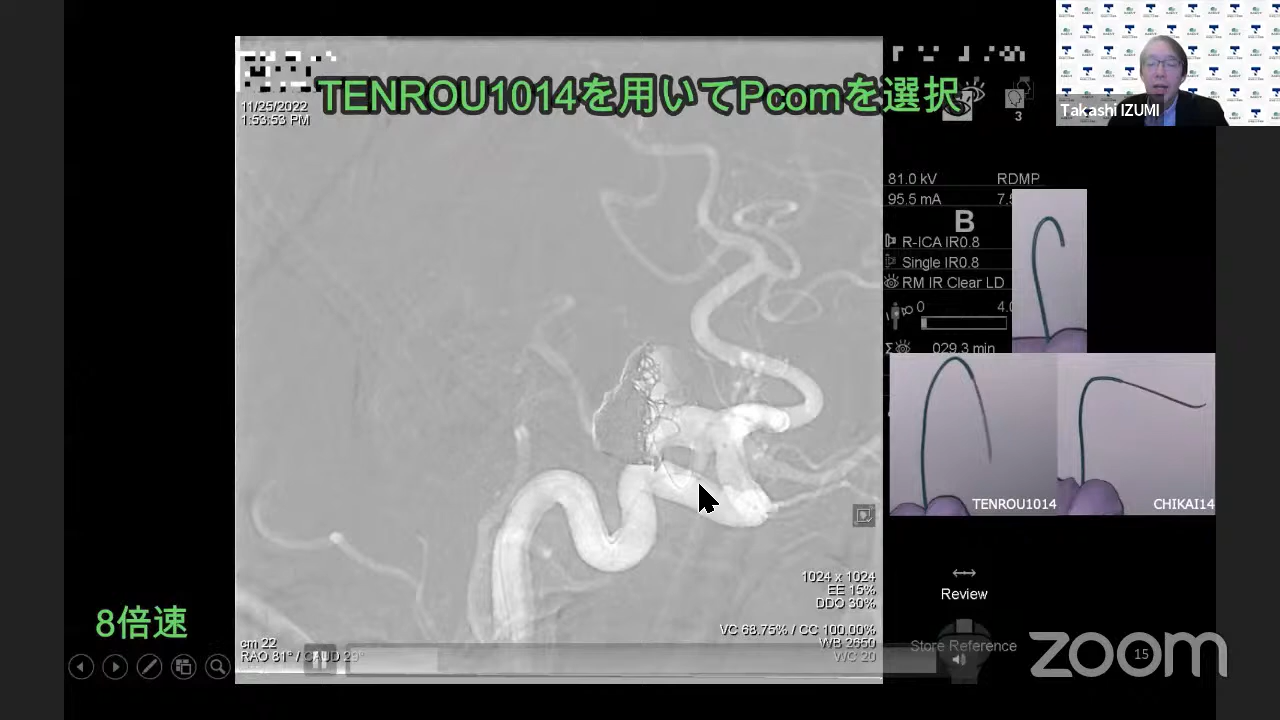 TENROU1014を用いてPcomを選択
11/25/2022
1:53:53 PM
Takashi IZUMI
3
81.0 kV
RDMP
95.5 mA
B
R-ICA IR0.8
Single IR0.8
RM IR Clear LD
0
029.3 min
TENROU1014
CHIKAI14
1024 x 1024
EE 15%
DDO 30%
VC 68.75% / CC 100.00%
WB 2650
WC 20
cm 22
RAO 81° / CAUD 28°
Review
Store Reference
8倍速
zoom
15